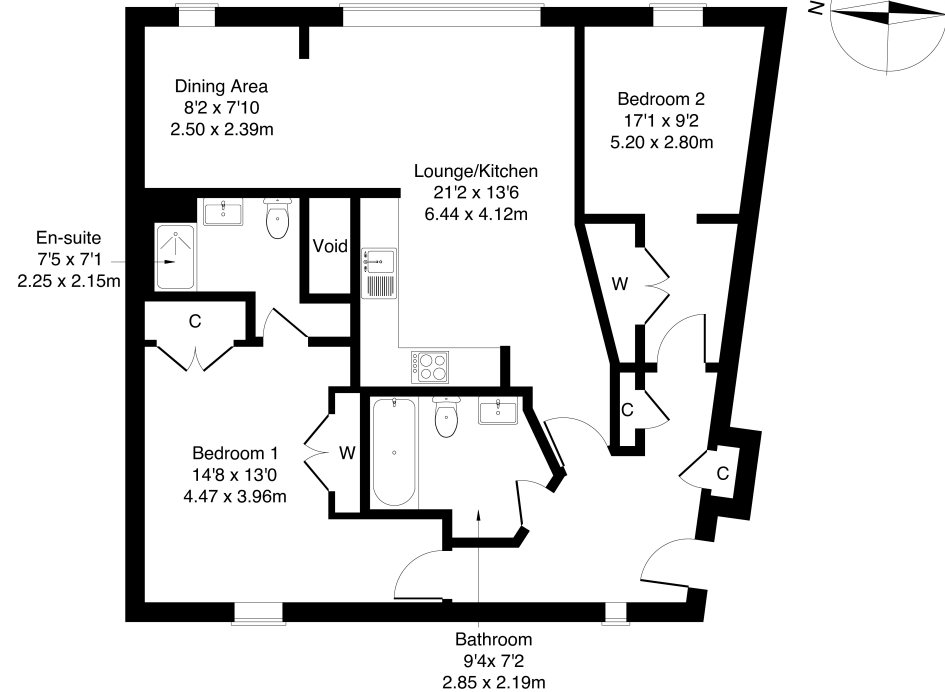 N
Dining Area
8'2 x 7'10
2.50 x 2.39m
Bedroom 2
17'1 x 9'2
5.20 x 2.80m
Lounge/Kitchen
21'2 x 13'6
6.44 x 4.12m
En-suite
7'5 x 7'1
2.25 x 2.15m
Void
W
C
C
Bedroom 1
14'8 x 13'0
4.47 x 3.96m
W
C
Bathroom
9'4x 7'2
2.85 x 2.19m